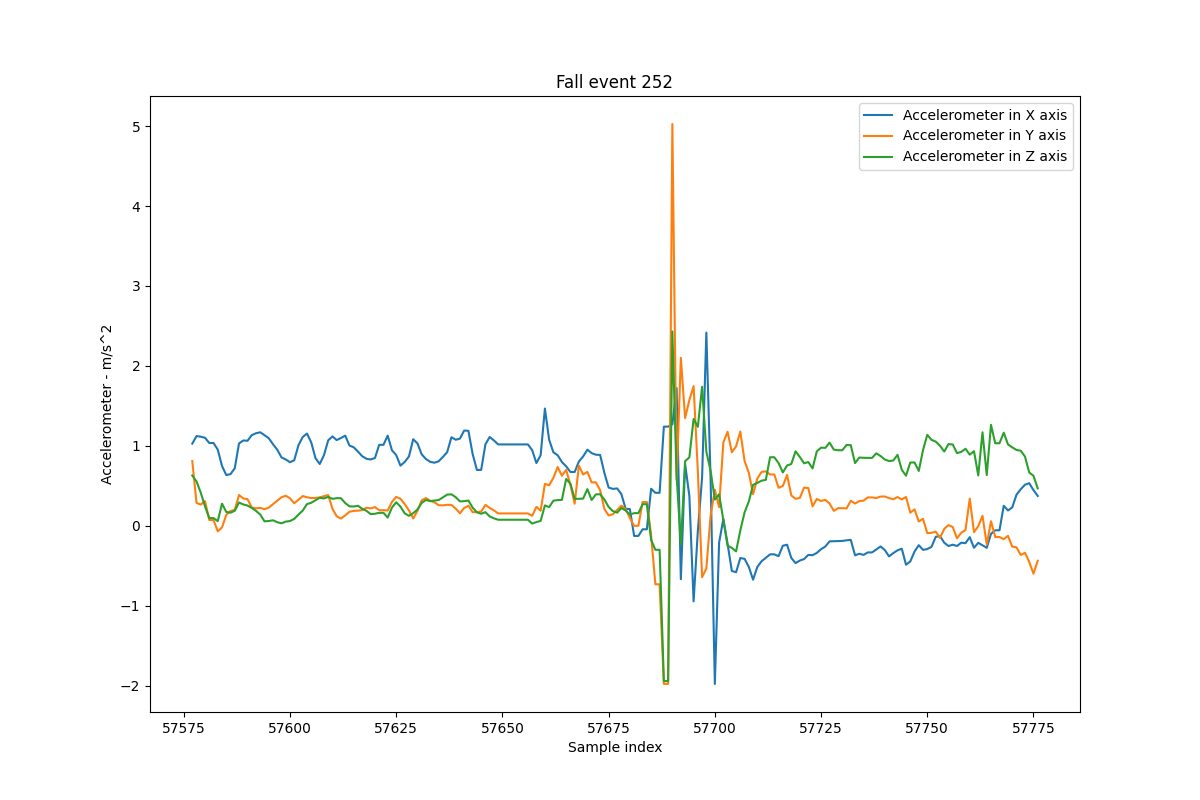 Fall event 252
Accelerometer in X axis
Accelerometer in Y axis
Accelerometer in Z axis
5
4
3
2
1
0
−1
−2
Accelerometer - m/s^2
57575 57600 57625 57650 57675 57700 57725 57750 57775
Sample index